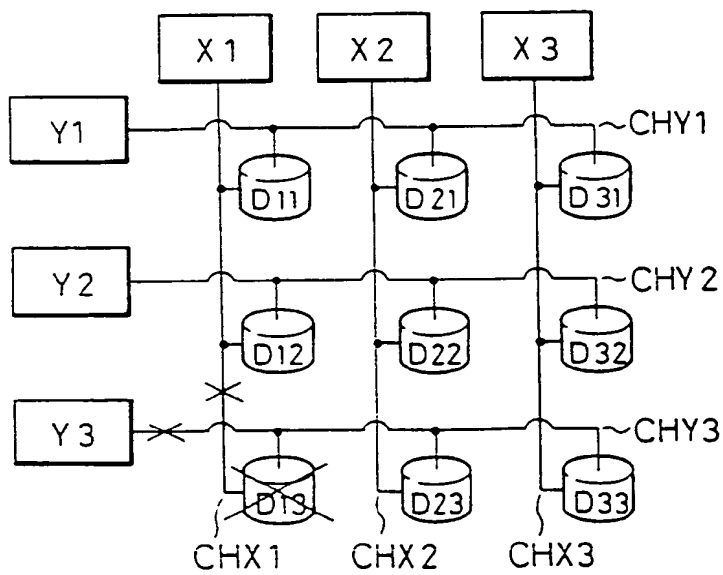 X1 X2 X3
Y1 CHY1
D11 D21 D31
Y2 CHY2
D12 D22 D32
Y3 CHY3
D13 D23 D33
CHX1 CHX2 CHX3